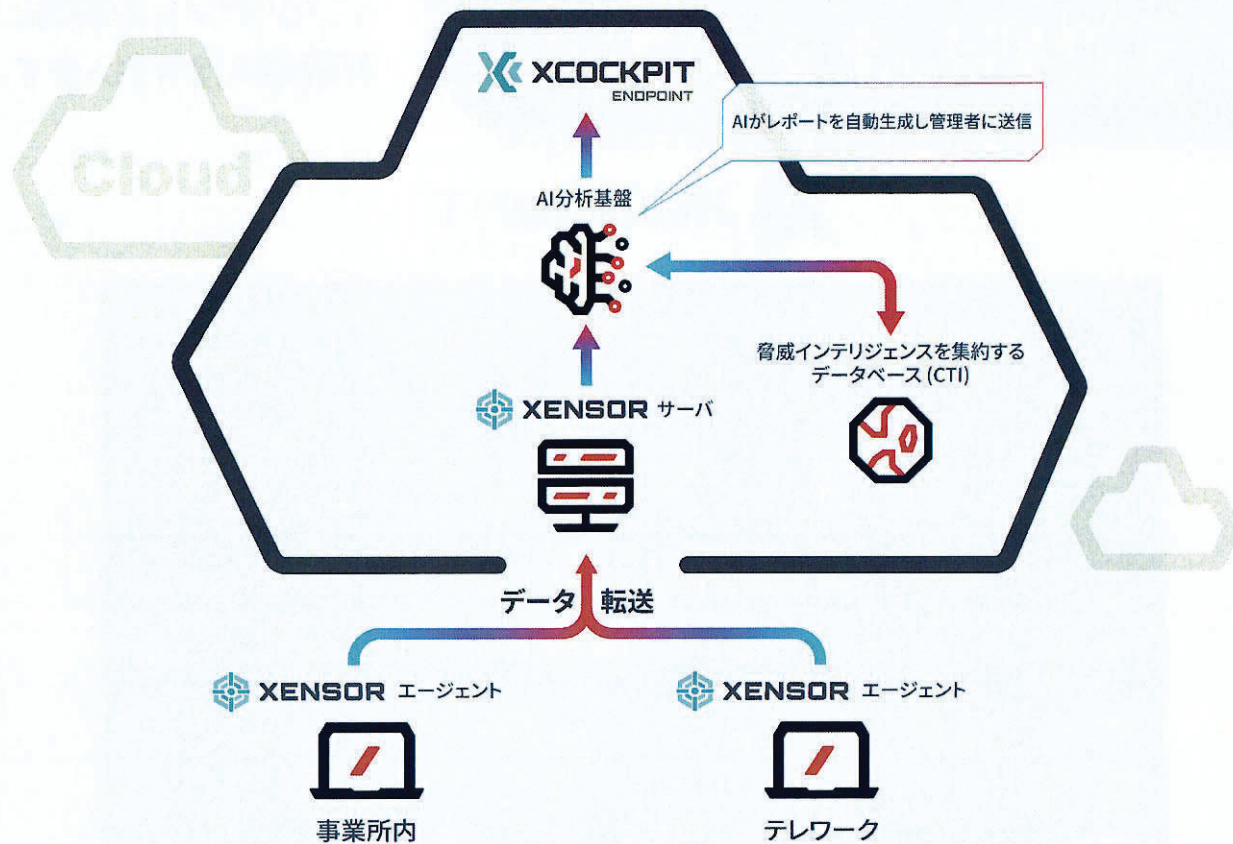 XCOCKPIT
ENDPOINT
AIがレポートを自動生成し管理者に送信
Cloud
AI分析基盤
脅威インテリジェンスを集約する
データベース (CTI)
XENSOR サーバ
データ 転送
XENSOR エージェント
XENSOR エージェント
事業所内
テレワーク